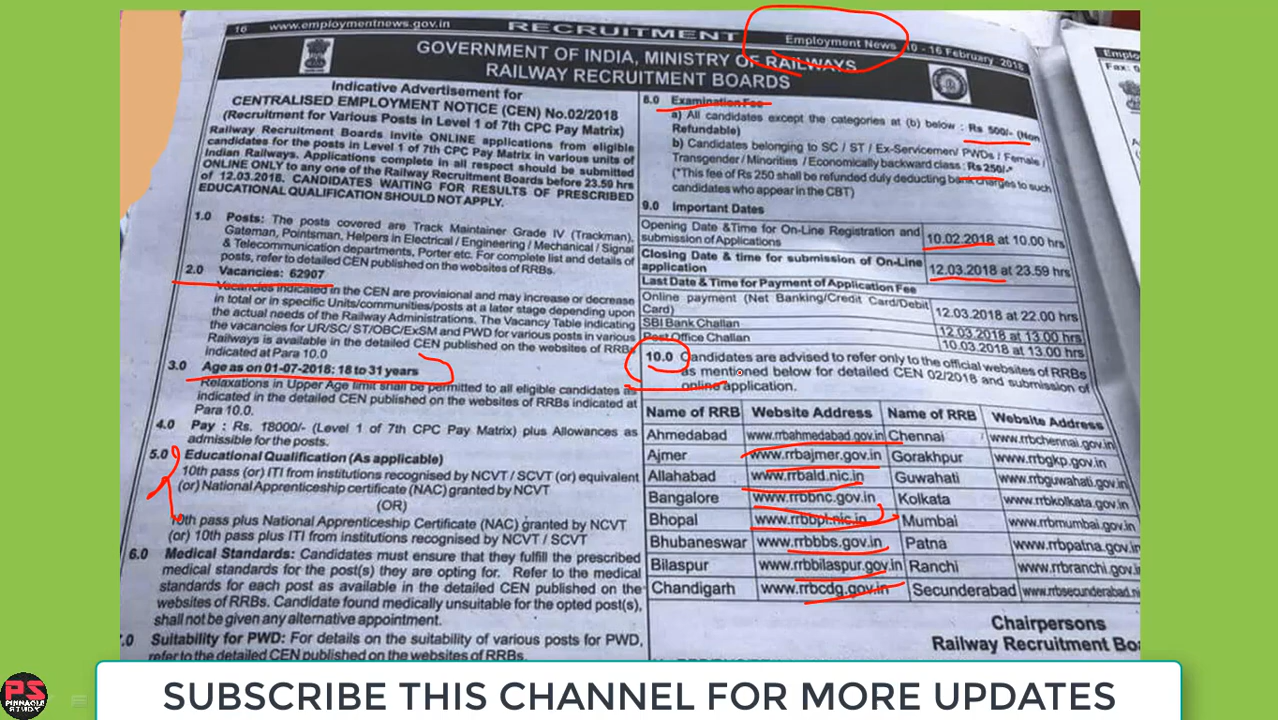 16 www.employmentnews.gov.in RECRUITMENT Employment News 10 - 16 February 2018
GOVERNMENT OF INDIA, MINISTRY OF RAILWAYS
RAILWAY RECRUITMENT BOARDS
Indicative Advertisement for
CENTRALISED EMPLOYMENT NOTICE (CEN) No.02/2018
(Recruitment for Various Posts in Level 1 of 7th CPC Pay Matrix)
Railway Recruitment Boards invite ONLINE applications from eligible
candidates for the posts in Level 1 of 7th CPC Pay Matrix in various units of
Indian Railways. Applications complete in all respect should be submitted
ONLINE ONLY to any one of the Railway Recruitment Boards before 23.59 hrs
of 12.03.2018. CANDIDATES WAITING FOR RESULTS OF PRESCRIBED
EDUCATIONAL QUALIFICATION SHOULD NOT APPLY.
1.0 Posts: The posts covered are Track Maintainer Grade IV (Trackman),
Gateman, Pointsman, Helpers in Electrical / Engineering / Mechanical / Signal
& Telecommunication departments, Porter etc. For complete list and details of
posts, refer to detailed CEN published on the websites of RRBs.
2.0 Vacancies: 62907
Vacancies indicated in the CEN are provisional and may increase or decrease
in total or in specific Units/communities/posts at a later stage depending upon
the actual needs of the Railway Administrations. The Vacancy Table indicating
the vacancies for UR/SC/ ST/OBC/ExSM and PWD for various posts in various
Railways is available in the detailed CEN published on the websites of RRBs
indicated at Para 10.0
3.0 Age as on 01-07-2018: 18 to 31 years
Relaxations in Upper Age limit shall be permitted to all eligible candidates as
indicated in the detailed CEN published on the websites of RRBs indicated at
Para 10.0.
4.0 Pay : Rs. 18000/- (Level 1 of 7th CPC Pay Matrix) plus Allowances as
admissible for the posts.
5.0 Educational Qualification (As applicable)
10th pass (or) ITI from institutions recognised by NCVT / SCVT (or) equivalent
(or) National Apprenticeship certificate (NAC) granted by NCVT
(OR)
10th pass plus National Apprenticeship Certificate (NAC) granted by NCVT
(or) 10th pass plus ITI from institutions recognised by NCVT / SCVT
6.0 Medical Standards: Candidates must ensure that they fulfill the prescribed
medical standards for the post(s) they are opting for. Refer to the medical
standards for each post as available in the detailed CEN published on the
websites of RRBs. Candidate found medically unsuitable for the opted post(s),
shall not be given any alternative appointment.
7.0 Suitability for PWD: For details on the suitability of various posts for PWD,
refer to the detailed CEN published on the websites of RRBs.
8.0 Examination Fee
a) All candidates except the categories at (b) below : Rs 500/- (Non
Refundable)
b) Candidates belonging to SC / ST / Ex-Servicemen/ PWDs / Female /
Transgender / Minorities / Economically backward class : Rs 250/-*
(*This fee of Rs 250 shall be refunded duly deducting bank charges to such
candidates who appear in the CBT)
9.0 Important Dates
Opening Date &Time for On-Line Registration and
submission of Applications 10.02.2018 at 10.00 hrs
Closing Date & time for submission of On-Line
application 12.03.2018 at 23.59 hrs
Last Date & Time for Payment of Application Fee
Online payment (Net Banking/Credit Card/Debit
Card) 12.03.2018 at 22.00 hrs
SBI Bank Challan 12.03.2018 at 13.00 hrs
Post Office Challan 10.03.2018 at 13.00 hrs
10.0 Candidates are advised to refer only to the official websites of RRBs
as mentioned below for detailed CEN 02/2018 and submission of
online application.
Name of RRB Website Address Name of RRB Website Address
Ahmedabad www.rrbahmedabad.gov.in Chennai www.rrbchennai.gov.in
Ajmer www.rrbajmer.gov.in Gorakhpur www.rrbgkp.gov.in
Allahabad www.rrbald.nic.in Guwahati www.rrbguwahati.gov.in
Bangalore www.rrbbnc.gov.in Kolkata www.rrbkolkata.gov.in
Bhopal www.rrbbpl.nic.in Mumbai www.rrbmumbai.gov.in
Bhubaneswar www.rrbbbs.gov.in Patna www.rrbpatna.gov.in
Bilaspur www.rrbbilaspur.gov.in Ranchi www.rrbranchi.gov.in
Chandigarh www.rrbcdg.gov.in Secunderabad www.rrbsecunderabad.ni
Chairpersons
Railway Recruitment Bo
Employm
Fax: 0
PS
PINNACLE
STUDY
SUBSCRIBE THIS CHANNEL FOR MORE UPDATES